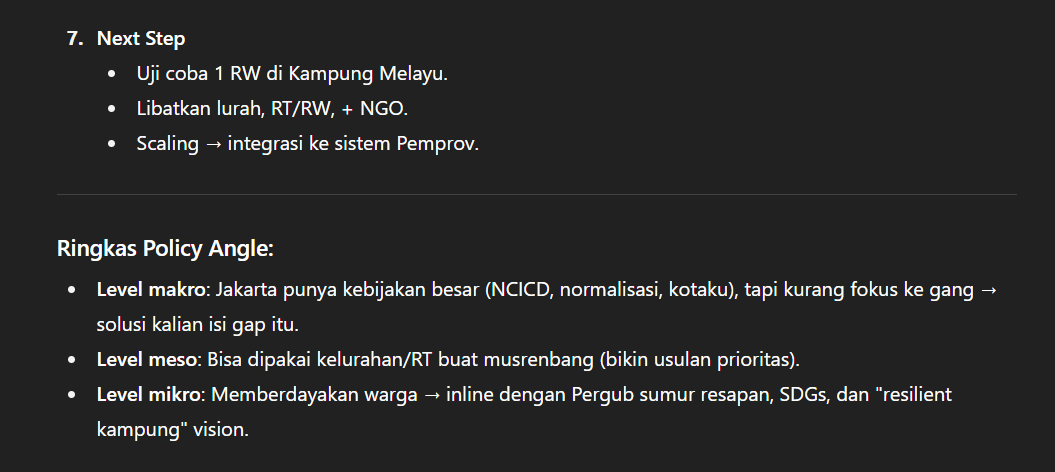 7. Next Step
• Uji coba 1 RW di Kampung Melayu.
• Libatkan lurah, RT/RW, + NGO.
• Scaling → integrasi ke sistem Pemprov.
Ringkas Policy Angle:
• Level makro: Jakarta punya kebijakan besar (NCICD, normalisasi, kotaku), tapi kurang fokus ke gang →
solusi kalian isi gap itu.
• Level meso: Bisa dipakai kelurahan/RT buat musrenbang (bikin usulan prioritas).
• Level mikro: Memberdayakan warga → inline dengan Pergub sumur resapan, SDGs, dan "resilient
kampung" vision.